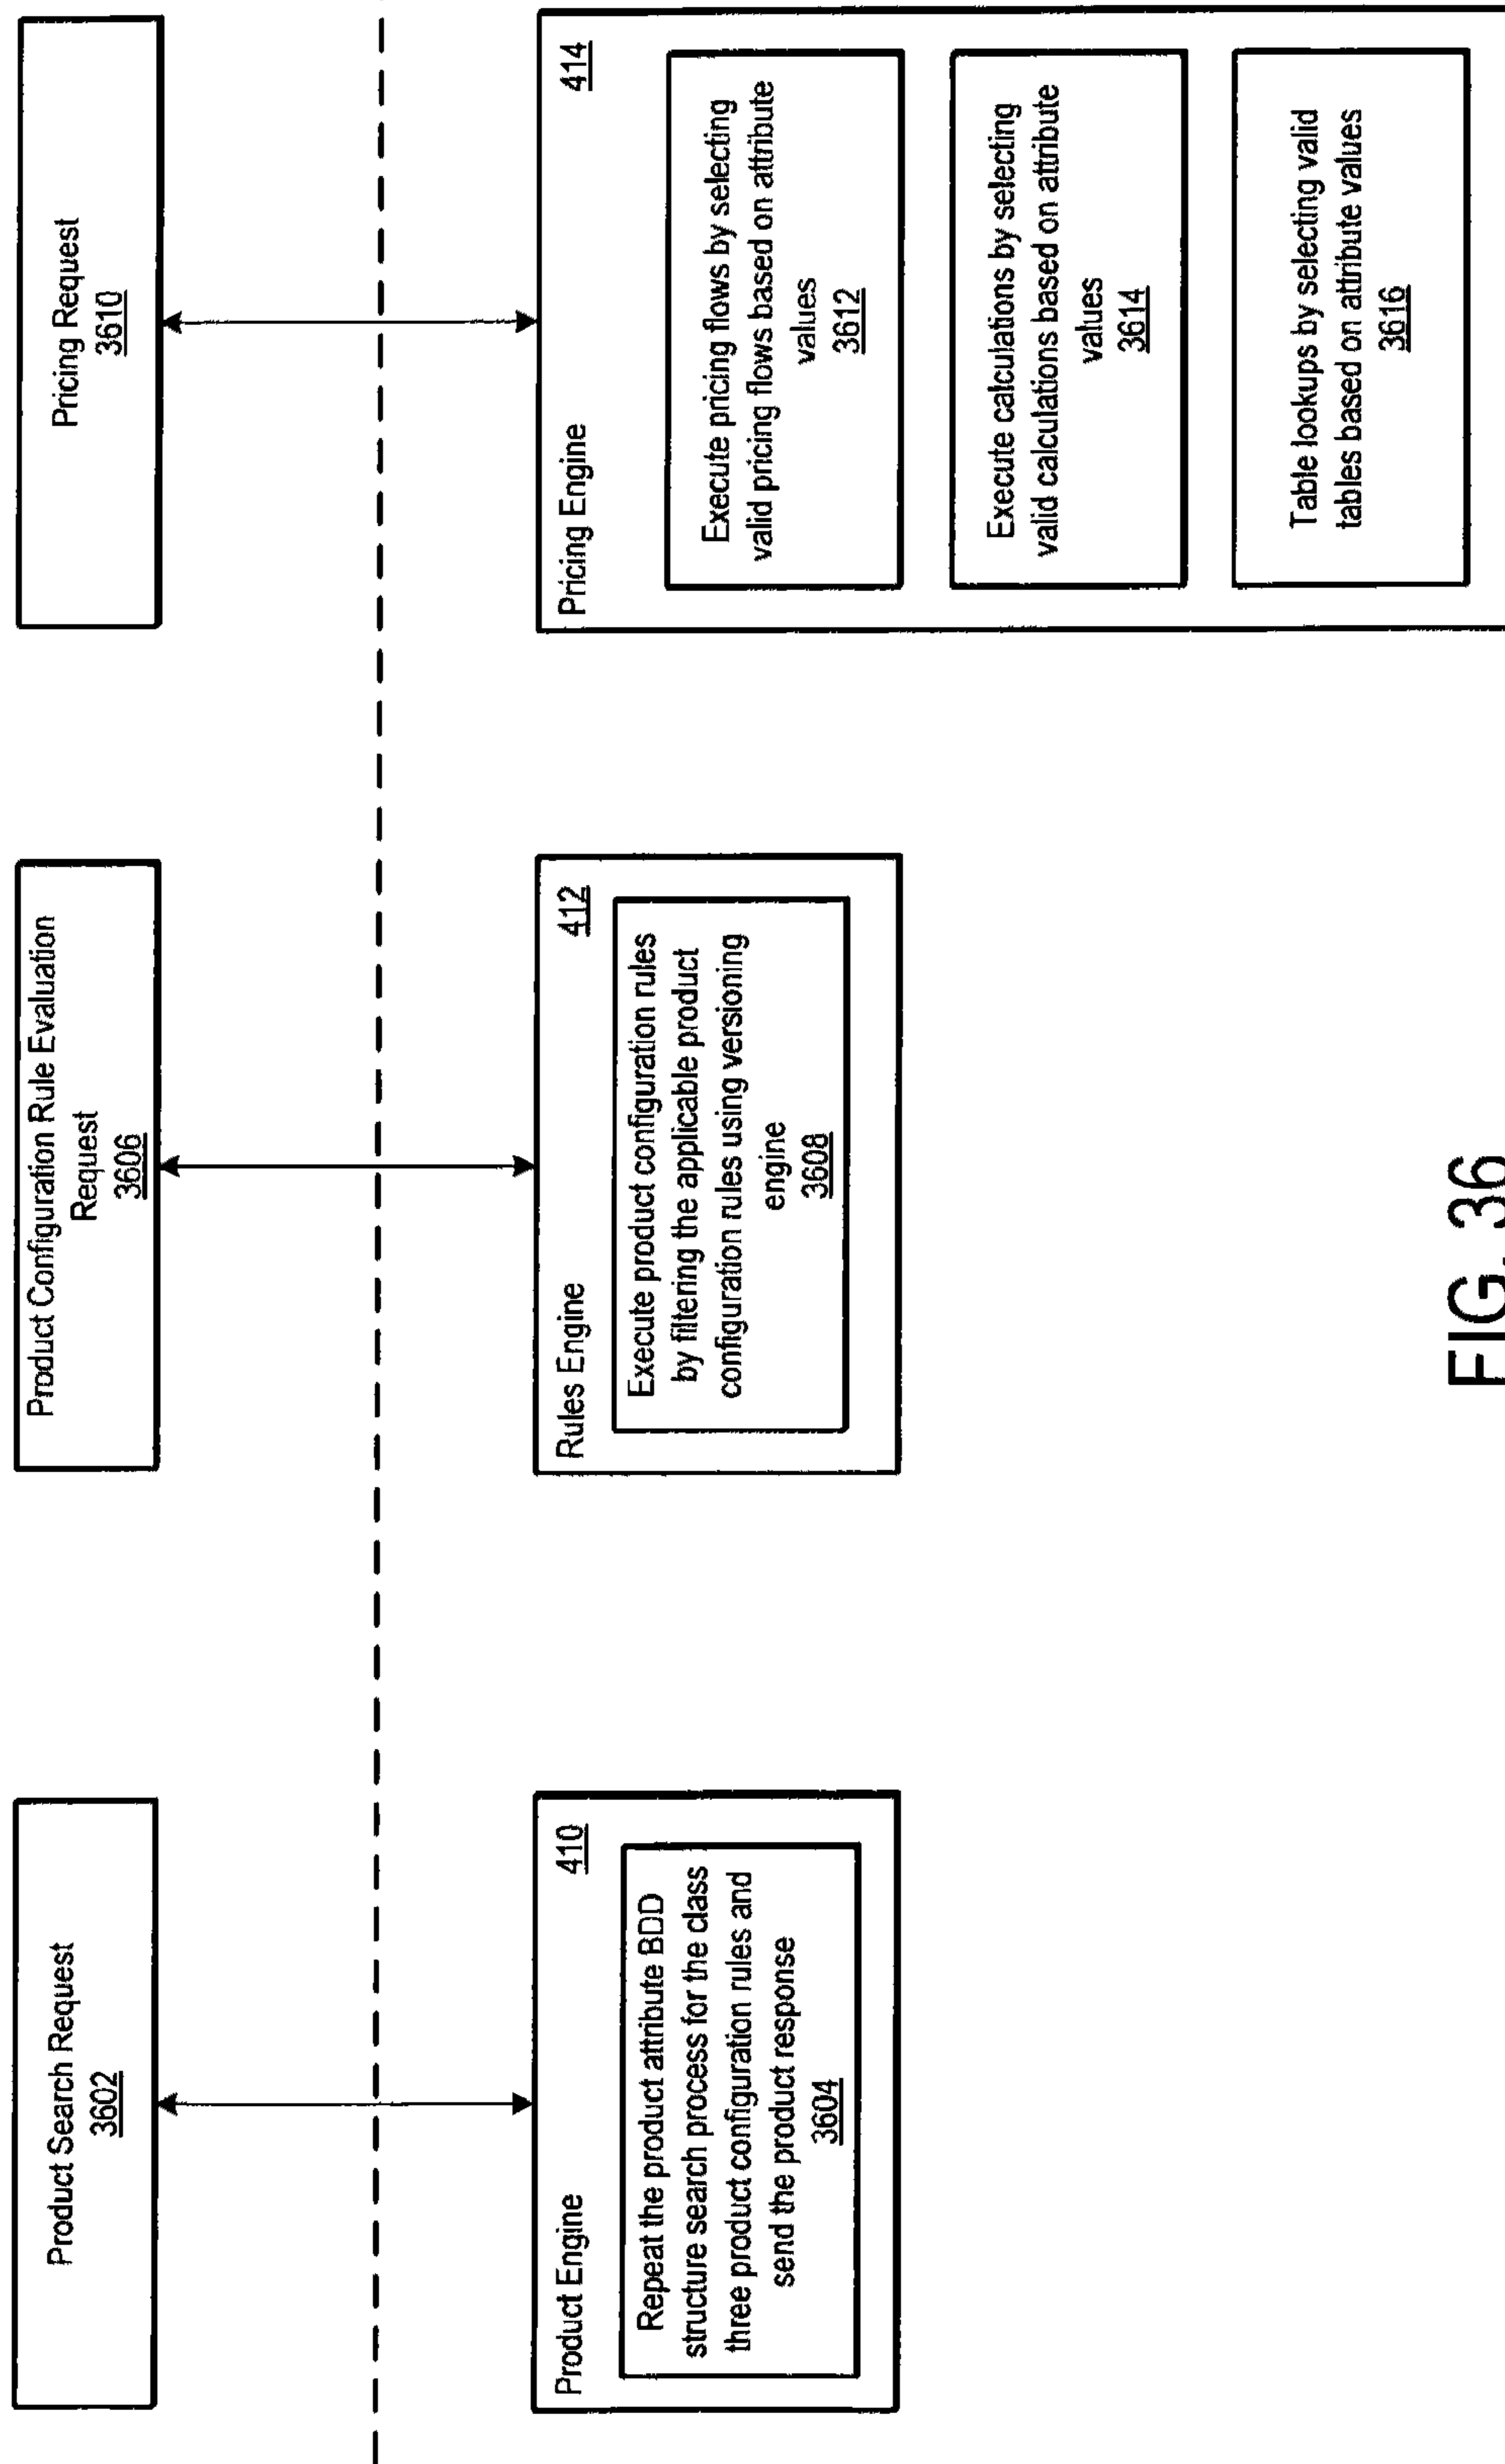 Product Search Request
3602
Product Configuration Rule Evaluation
Request
3606
Pricing Request
3610
Product Engine
410
Repeat the product attribute BDD
structure search process for the class
three product configuration rules and
send the product response
3604
Rules Engine
412
Execute product configuration rules
by filtering the applicable product
configuration rules using versioning
engine
3608
Pricing Engine
414
Execute pricing flows by selecting
valid pricing flows based on attribute
values
3612
Execute calculations by selecting
valid calculations based on attribute
values
3614
Table lookups by selecting valid
tables based on attribute values
3616
FIG. 36